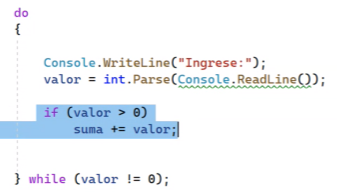 do
{
Console.WriteLine("Ingrese:");
valor = int.Parse(Console.ReadLine());
if (valor > 0)
suma += valor;
} while (valor != 0);